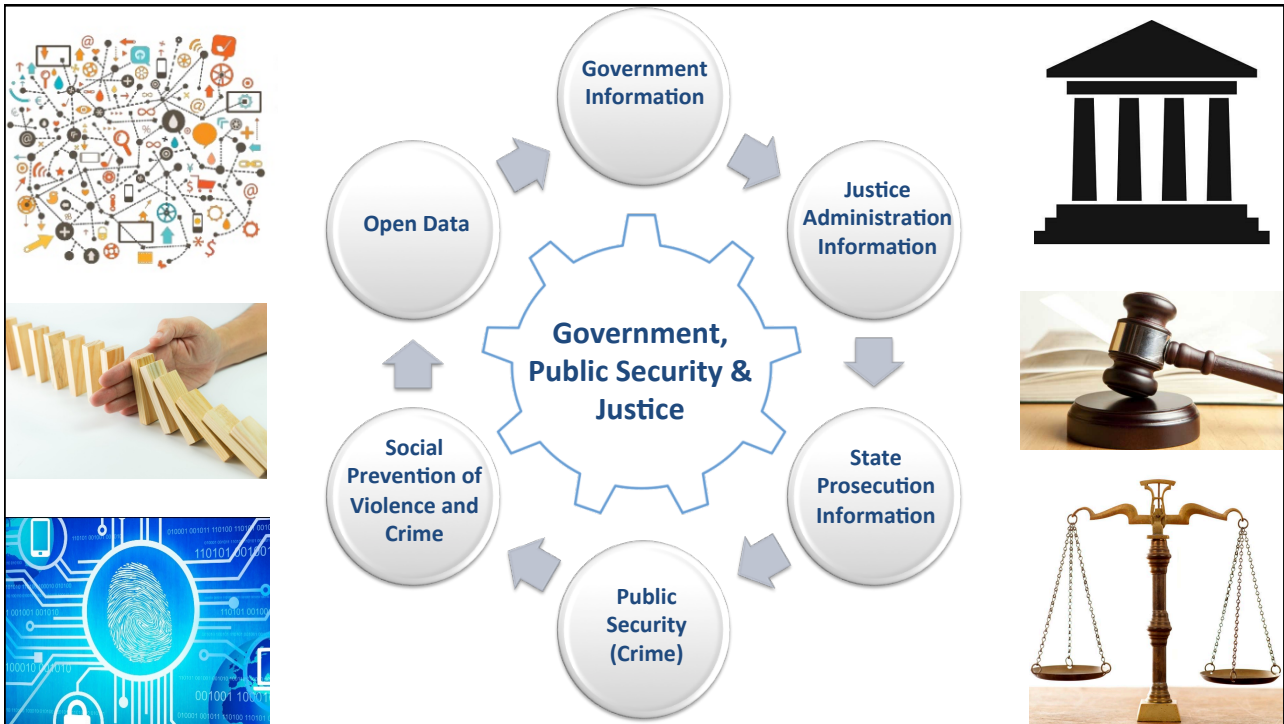 Government
Information
Justice
Administration
Information
State
Prosecution
Information
Public
Security
(Crime)
Social
Prevention of
Violence and
Crime
Open Data
Government,
Public Security &
Justice